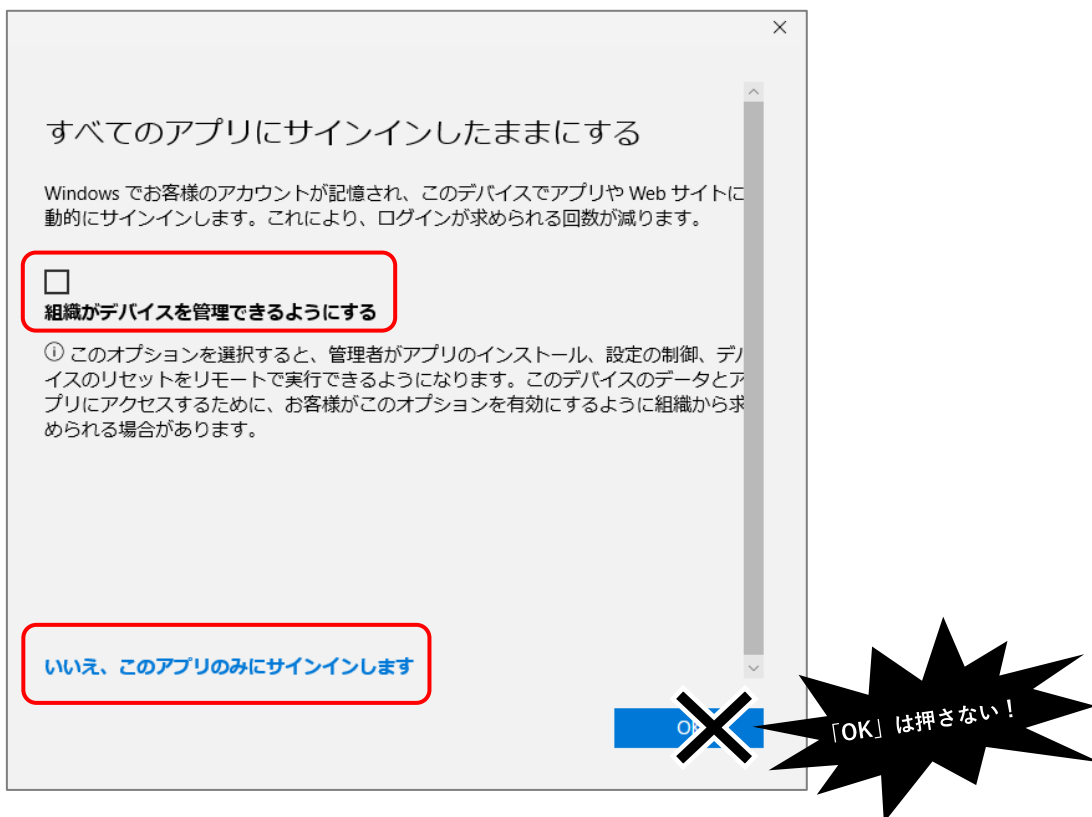 すべてのアプリにサインインしたままにする
Windows でお客様のアカウントが記憶され、このデバイスでアプリや Web サイトに
動的にサインインします。これにより、ログインが求められる回数が減ります。
組織がデバイスを管理できるようにする
このオプションを選択すると、管理者がアプリのインストール、設定の制御、デ
イスのリセットをリモートで実行できるようになります。このデバイスのデータとア
プリにアクセスするために、お客様がこのオプションを有効にするように組織から求
められる場合があります。
いいえ、このアプリのみにサインインします
OK
「OK」は押さない！